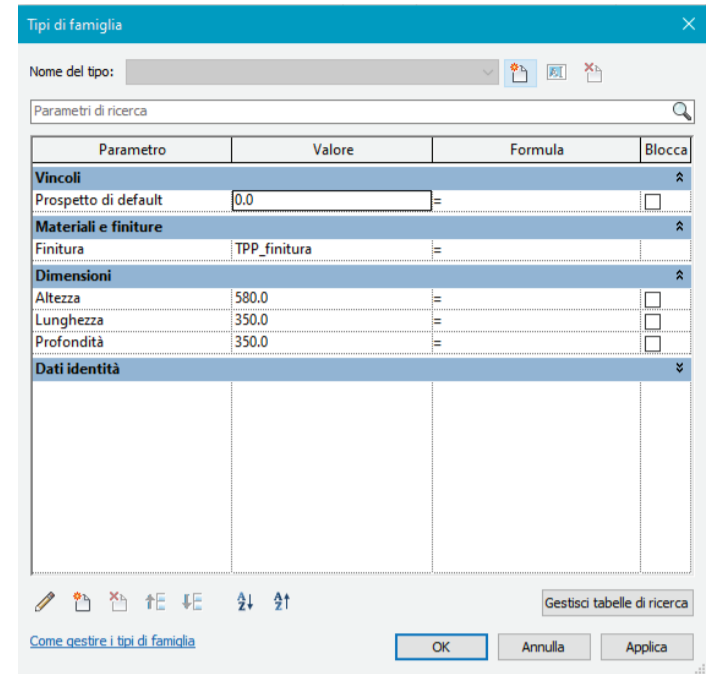 Tipi di famiglia
Nome del tipo:
Parametri di ricerca
Parametro Valore Formula Blocca
Vincoli
Prospetto di default 0.0 =
Materiali e finiture
Finitura TPP_finitura =
Dimensioni
Altezza 580.0 =
Lunghezza 350.0 =
Profondità 350.0 =
Dati identità
Gestisci tabelle di ricerca
Come gestire i tipi di famiglia OK Annulla Applica